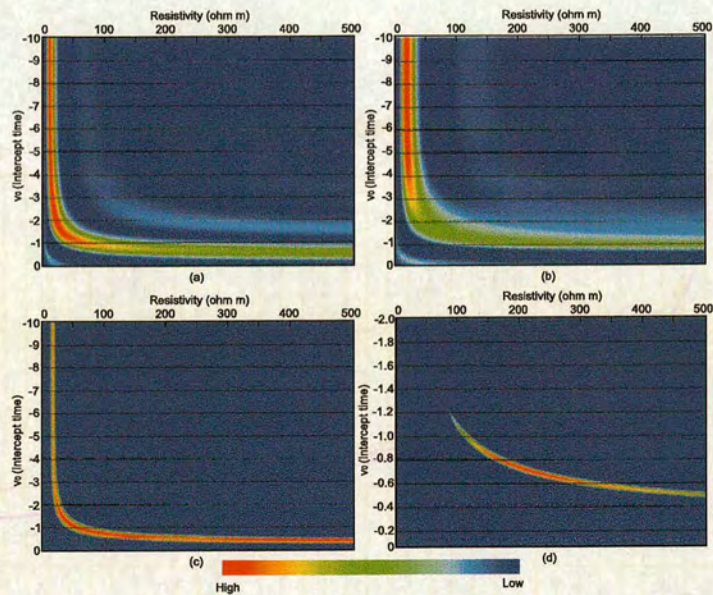 Resistivity (ohm m)
Resistivity (ohm m)
0 100 200 300 400 500
0 100 200 300 400 500
-10
-9
-8
-7
-6
-5
-4
-3
-2
-1
0
v₀ (Intercept time)
(a)
-10
-9
-8
-7
-6
-5
-4
-3
-2
-1
0
v₀ (Intercept time)
(b)
Resistivity (ohm m)
Resistivity (ohm m)
0 100 200 300 400 500
0 100 200 300 400 500
-10
-9
-8
-7
-6
-5
-4
-3
-2
-1
0
v₀ (Intercept time)
(c)
-2.0
-1.8
-1.6
-1.4
-1.2
-1.0
-0.8
-0.6
-0.4
-0.2
0
v₀ (Intercept time)
(d)
High
Low